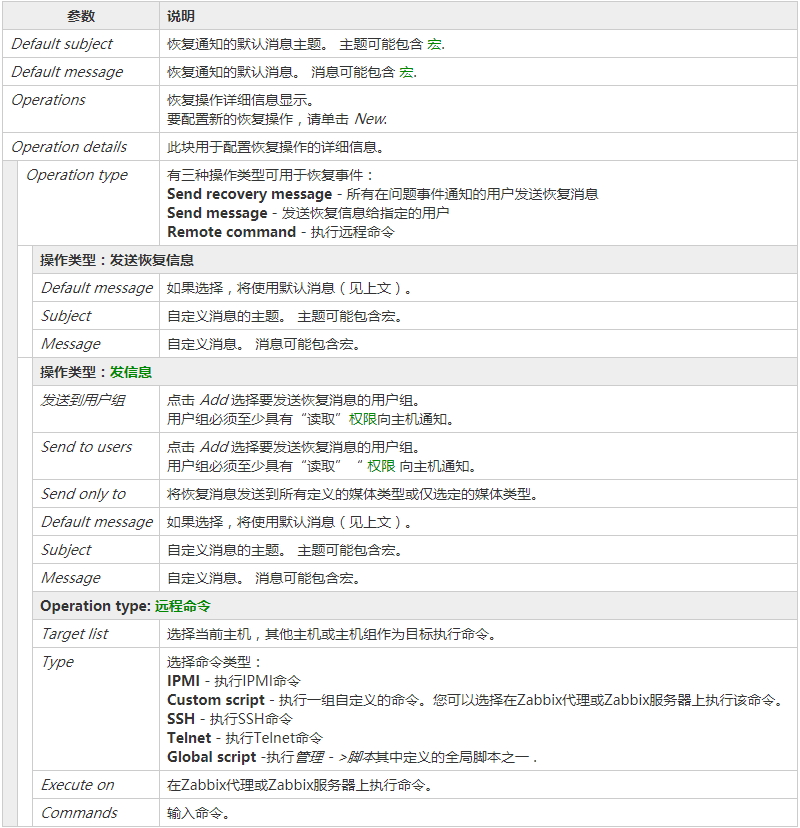 参数 说明
Default subject 恢复通知的默认消息主题。 主题可能包含 宏.
Default message 恢复通知的默认消息。 消息可能包含 宏.
Operations 恢复操作详细信息显示。
要配置新的恢复操作，请单击 New.
Operation details 此块用于配置恢复操作的详细信息。
Operation type 有三种操作类型可用于恢复事件：
Send recovery message - 所有在问题事件通知的用户发送恢复消息
Send message - 发送恢复信息给指定的用户
Remote command - 执行远程命令
操作类型：发送恢复信息
Default message 如果选择，将使用默认消息（见上文）。
Subject 自定义消息的主题。 主题可能包含宏。
Message 自定义消息。 消息可能包含宏。
操作类型：发信息
发送到用户组 点击 Add 选择要发送恢复消息的用户组。
用户组必须至少具有“读取”权限向主机通知。
Send to users 点击 Add 选择要发送恢复消息的用户组。
用户组必须至少具有“读取”“ 权限 向主机通知。
Send only to 将恢复消息发送到所有定义的媒体类型或仅选定的媒体类型。
Default message 如果选择，将使用默认消息（见上文）。
Subject 自定义消息的主题。 主题可能包含宏。
Message 自定义消息。 消息可能包含宏。
Operation type: 远程命令
Target list 选择当前主机，其他主机或主机组作为目标执行命令。
Type 选择命令类型：
IPMI - 执行IPMI命令
Custom script - 执行一组自定义的命令。您可以选择在Zabbix代理或Zabbix服务器上执行该命令。
SSH - 执行SSH命令
Telnet - 执行Telnet命令
Global script -执行管理 - >脚本其中定义的全局脚本之一 .
Execute on 在Zabbix代理或Zabbix服务器上执行命令。
Commands 输入命令。